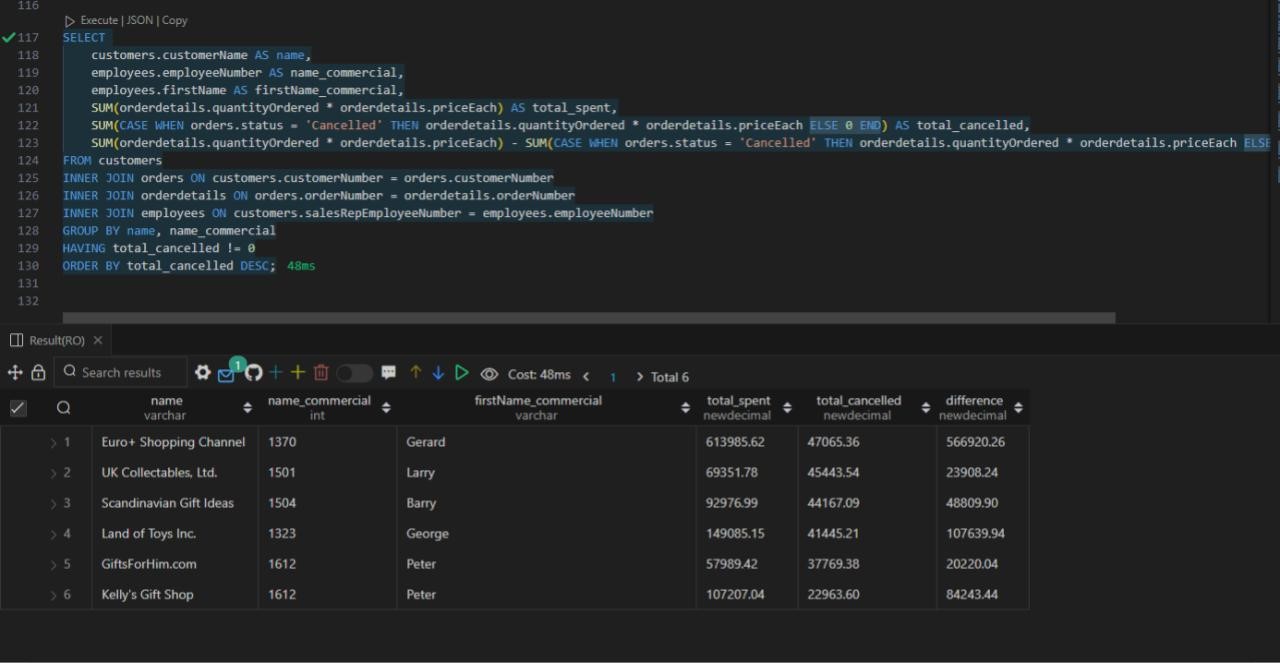 116
Execute | JSON | Copy
117 SELECT
118 customers.customerName AS name,
119 employees.employeeNumber AS name_commercial,
120 employees.firstName AS firstName_commercial,
121 SUM(orderdetails.quantityOrdered * orderdetails.priceEach) AS total_spent,
122 SUM(CASE WHEN orders.status = 'Cancelled' THEN orderdetails.quantityOrdered * orderdetails.priceEach ELSE 0 END) AS total_cancelled,
123 SUM(orderdetails.quantityOrdered * orderdetails.priceEach) - SUM(CASE WHEN orders.status = 'Cancelled' THEN orderdetails.quantityOrdered * orderdetails.priceEach ELSE
124 FROM customers
125 INNER JOIN orders ON customers.customerNumber = orders.customerNumber
126 INNER JOIN orderdetails ON orders.orderNumber = orderdetails.orderNumber
127 INNER JOIN employees ON customers.salesRepEmployeeNumber = employees.employeeNumber
128 GROUP BY name, name_commercial
129 HAVING total_cancelled != 0
130 ORDER BY total_cancelled DESC; 48ms
131
132
Result(RO)
Search results 1 Cost: 48ms 1 Total 6
name name_commercial firstName_commercial total_spent total_cancelled difference
varchar int varchar newdecimal newdecimal newdecimal
1 Euro+ Shopping Channel 1370 Gerard 613985.62 47065.36 566920.26
2 UK Collectables, Ltd. 1501 Larry 69351.78 45443.54 23908.24
3 Scandinavian Gift Ideas 1504 Barry 92976.99 44167.09 48809.90
4 Land of Toys Inc. 1323 George 149085.15 41445.21 107639.94
5 GiftsForHim.com 1612 Peter 57989.42 37769.38 20220.04
6 Kelly's Gift Shop 1612 Peter 107207.04 22963.60 84243.44